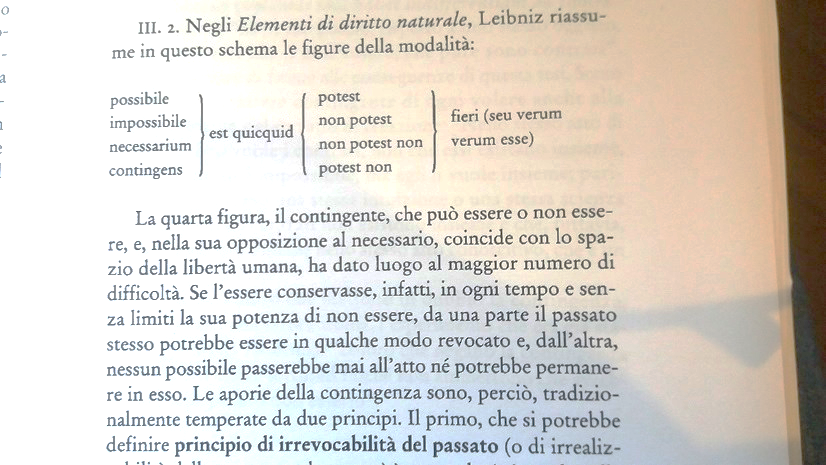 III. 2. Negli Elementi di diritto naturale, Leibniz riassu-
me in questo schema le figure della modalità:
possibile
impossibile
necessarium
contingens
est quicquid
potest
non potest
non potest non
potest non
fieri (seu verum
verum esse)
La quarta figura, il contingente, che può essere o non esse-
re, e, nella sua opposizione al necessario, coincide con lo spa-
zio della libertà umana, ha dato luogo al maggior numero di
difficoltà. Se l'essere conservasse, infatti, in ogni tempo e sen-
za limiti la sua potenza di non essere, da una parte il passato
stesso potrebbe essere in qualche modo revocato e, dall'altra,
nessun possibile passerebbe mai all'atto né potrebbe permane-
re in esso. Le aporie della contingenza sono, perciò, tradizio-
nalmente temperate da due principi. Il primo, che si potrebbe
definire principio di irrevocabilità del passato (o di irrealiz-